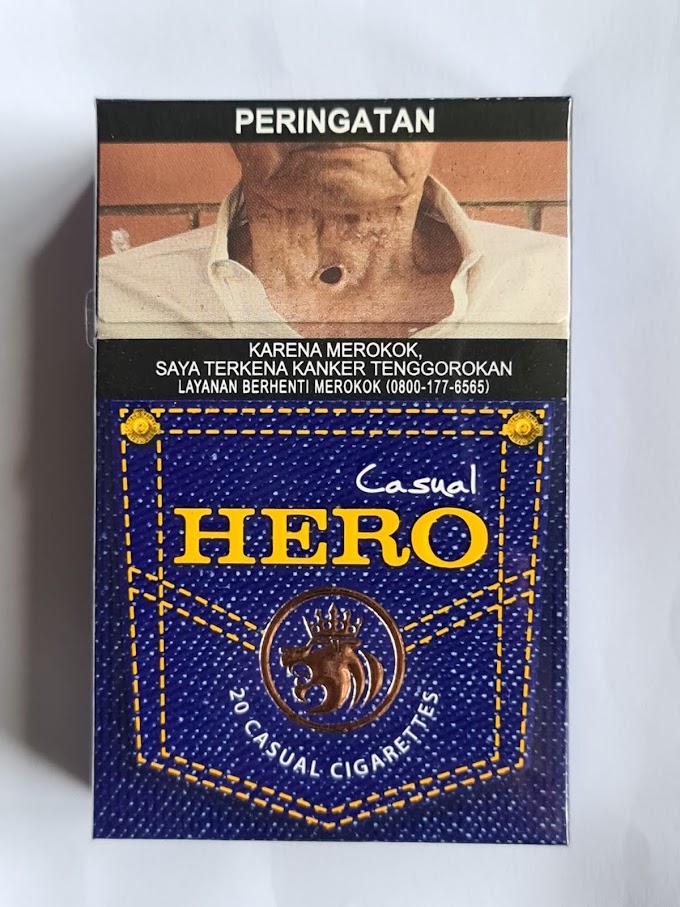 PERINGATAN
KARENA MEROKOK,
SAYA TERKENA KANKER TENGGOROKAN
LAYANAN BERHENTI MEROKOK (0800-177-6565)
Casual
HERO
20 CASUAL CIGARETTES